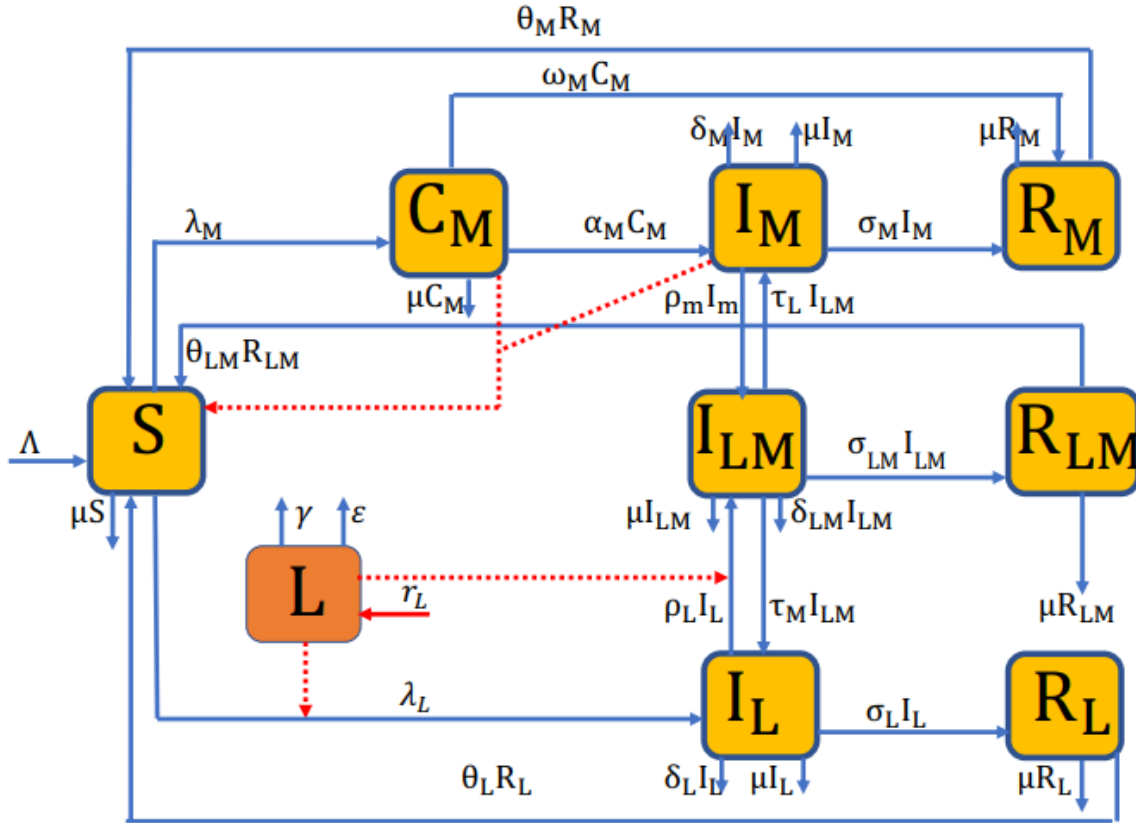 θ_M R_M
ω_M C_M
δ_M I_M
μI_M
μR_M
C_M
I_M
R_M
λ_M
α_M C_M
σ_M I_M
μC_M
ρ_m I_m
τ_L I_LM
θ_LM R_LM
S
I_LM
R_LM
Λ
σ_LM I_LM
μS
μI_LM
δ_LM I_LM
γ
ε
L
r_L
ρ_L I_L
τ_M I_LM
μR_LM
λ_L
I_L
σ_L I_L
R_L
θ_L R_L
δ_L I_L
μI_L
μR_L